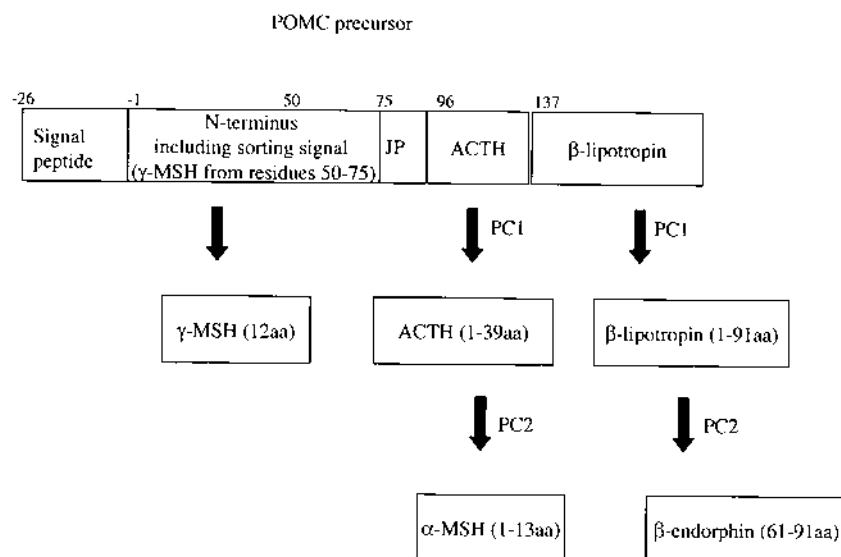 POMC precursor
-26 -1 50 75 96 137
Signal
peptide
N-terminus
including sorting signal
(γ-MSH from residues 50-75)
JP
ACTH
β-lipotropin
PC1
PC1
γ-MSH (12aa)
ACTH (1-39aa)
β-lipotropin (1-91aa)
PC2
PC2
α-MSH (1-13aa)
β-endorphin (61-91aa)